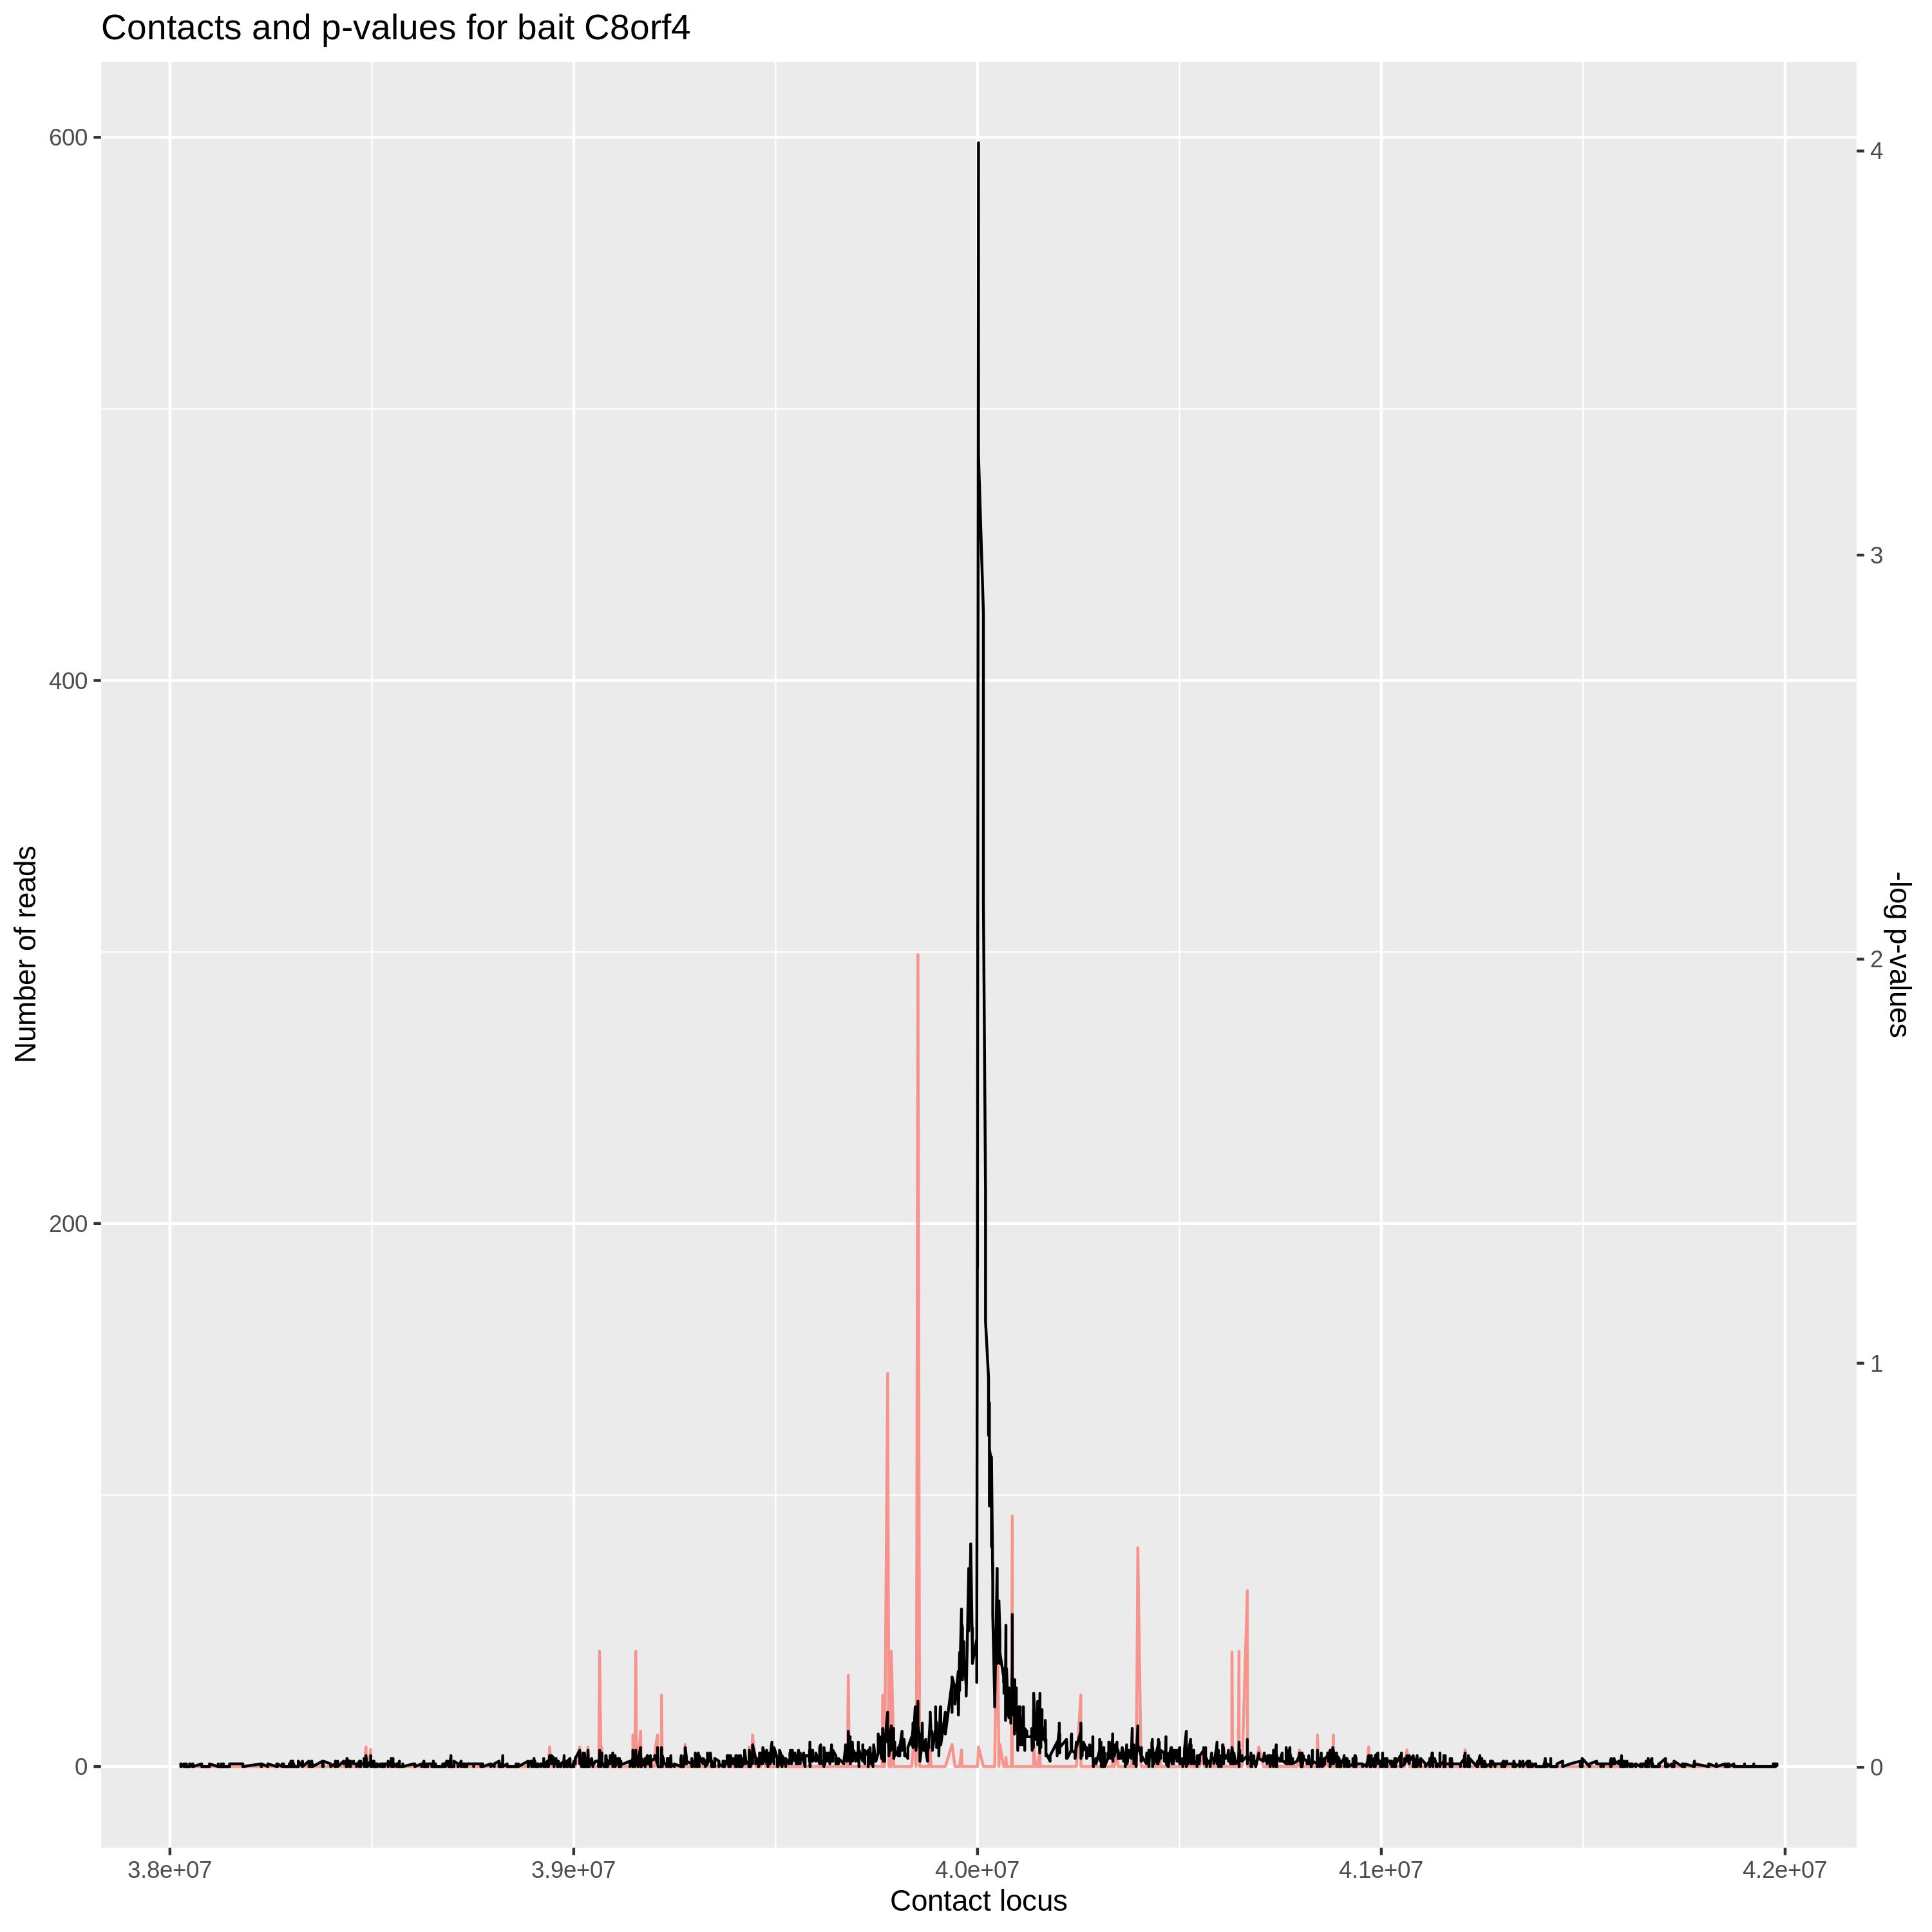 Contacts and p-values for bait C8orf4
600
400
200
0
Number of reads
4
3
2
1
0
-log p-values
3.8e+07
3.9e+07
4.0e+07
4.1e+07
4.2e+07
Contact locus